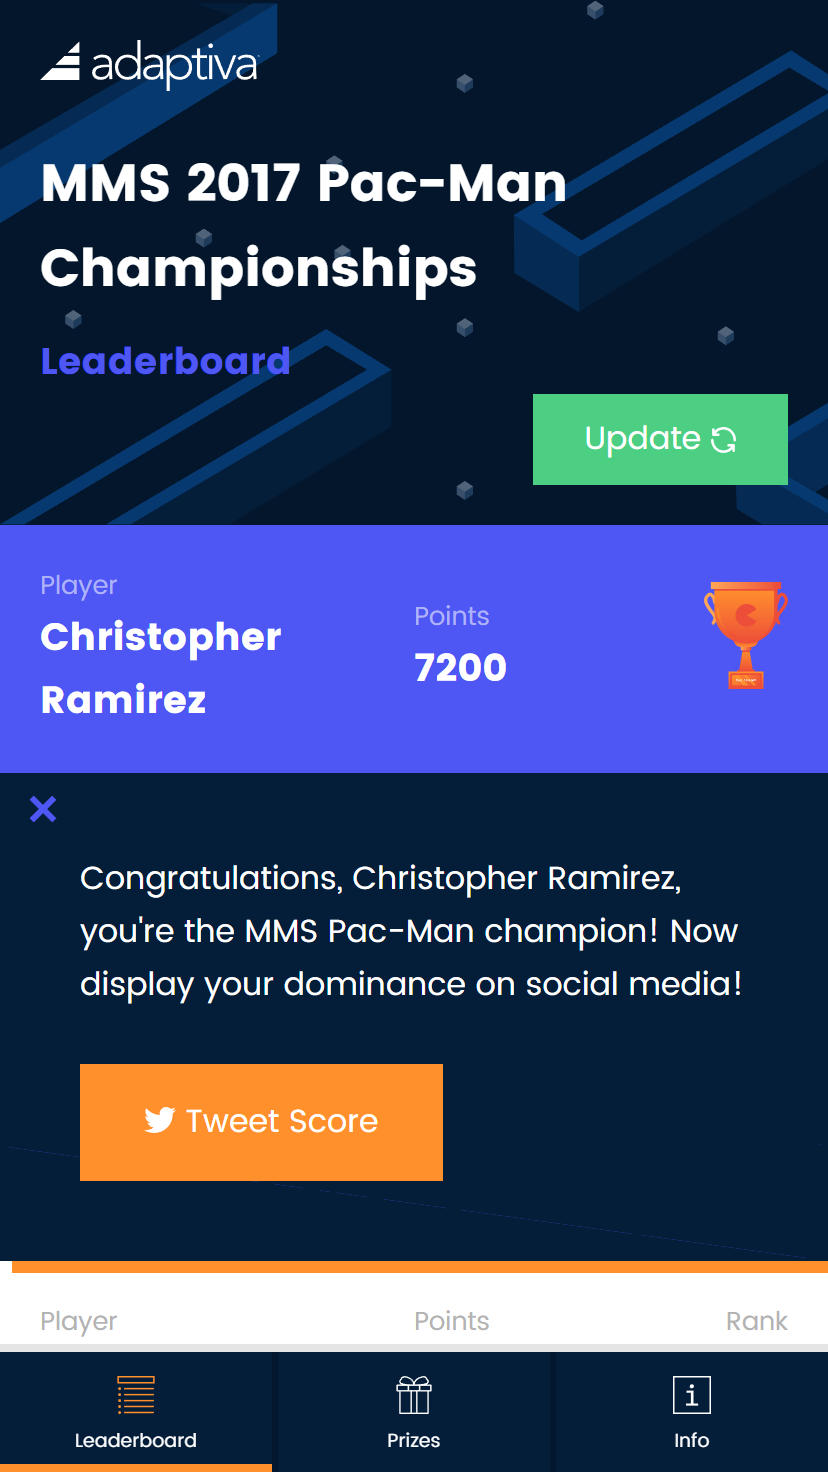 adaptiva
MMS 2017 Pac-Man
Championships
Leaderboard
Update
Player
Christopher
Ramirez
Points
7200
Congratulations, Christopher Ramirez,
you're the MMS Pac-Man champion! Now
display your dominance on social media!
Tweet Score
Player Points Rank
Leaderboard Prizes Info